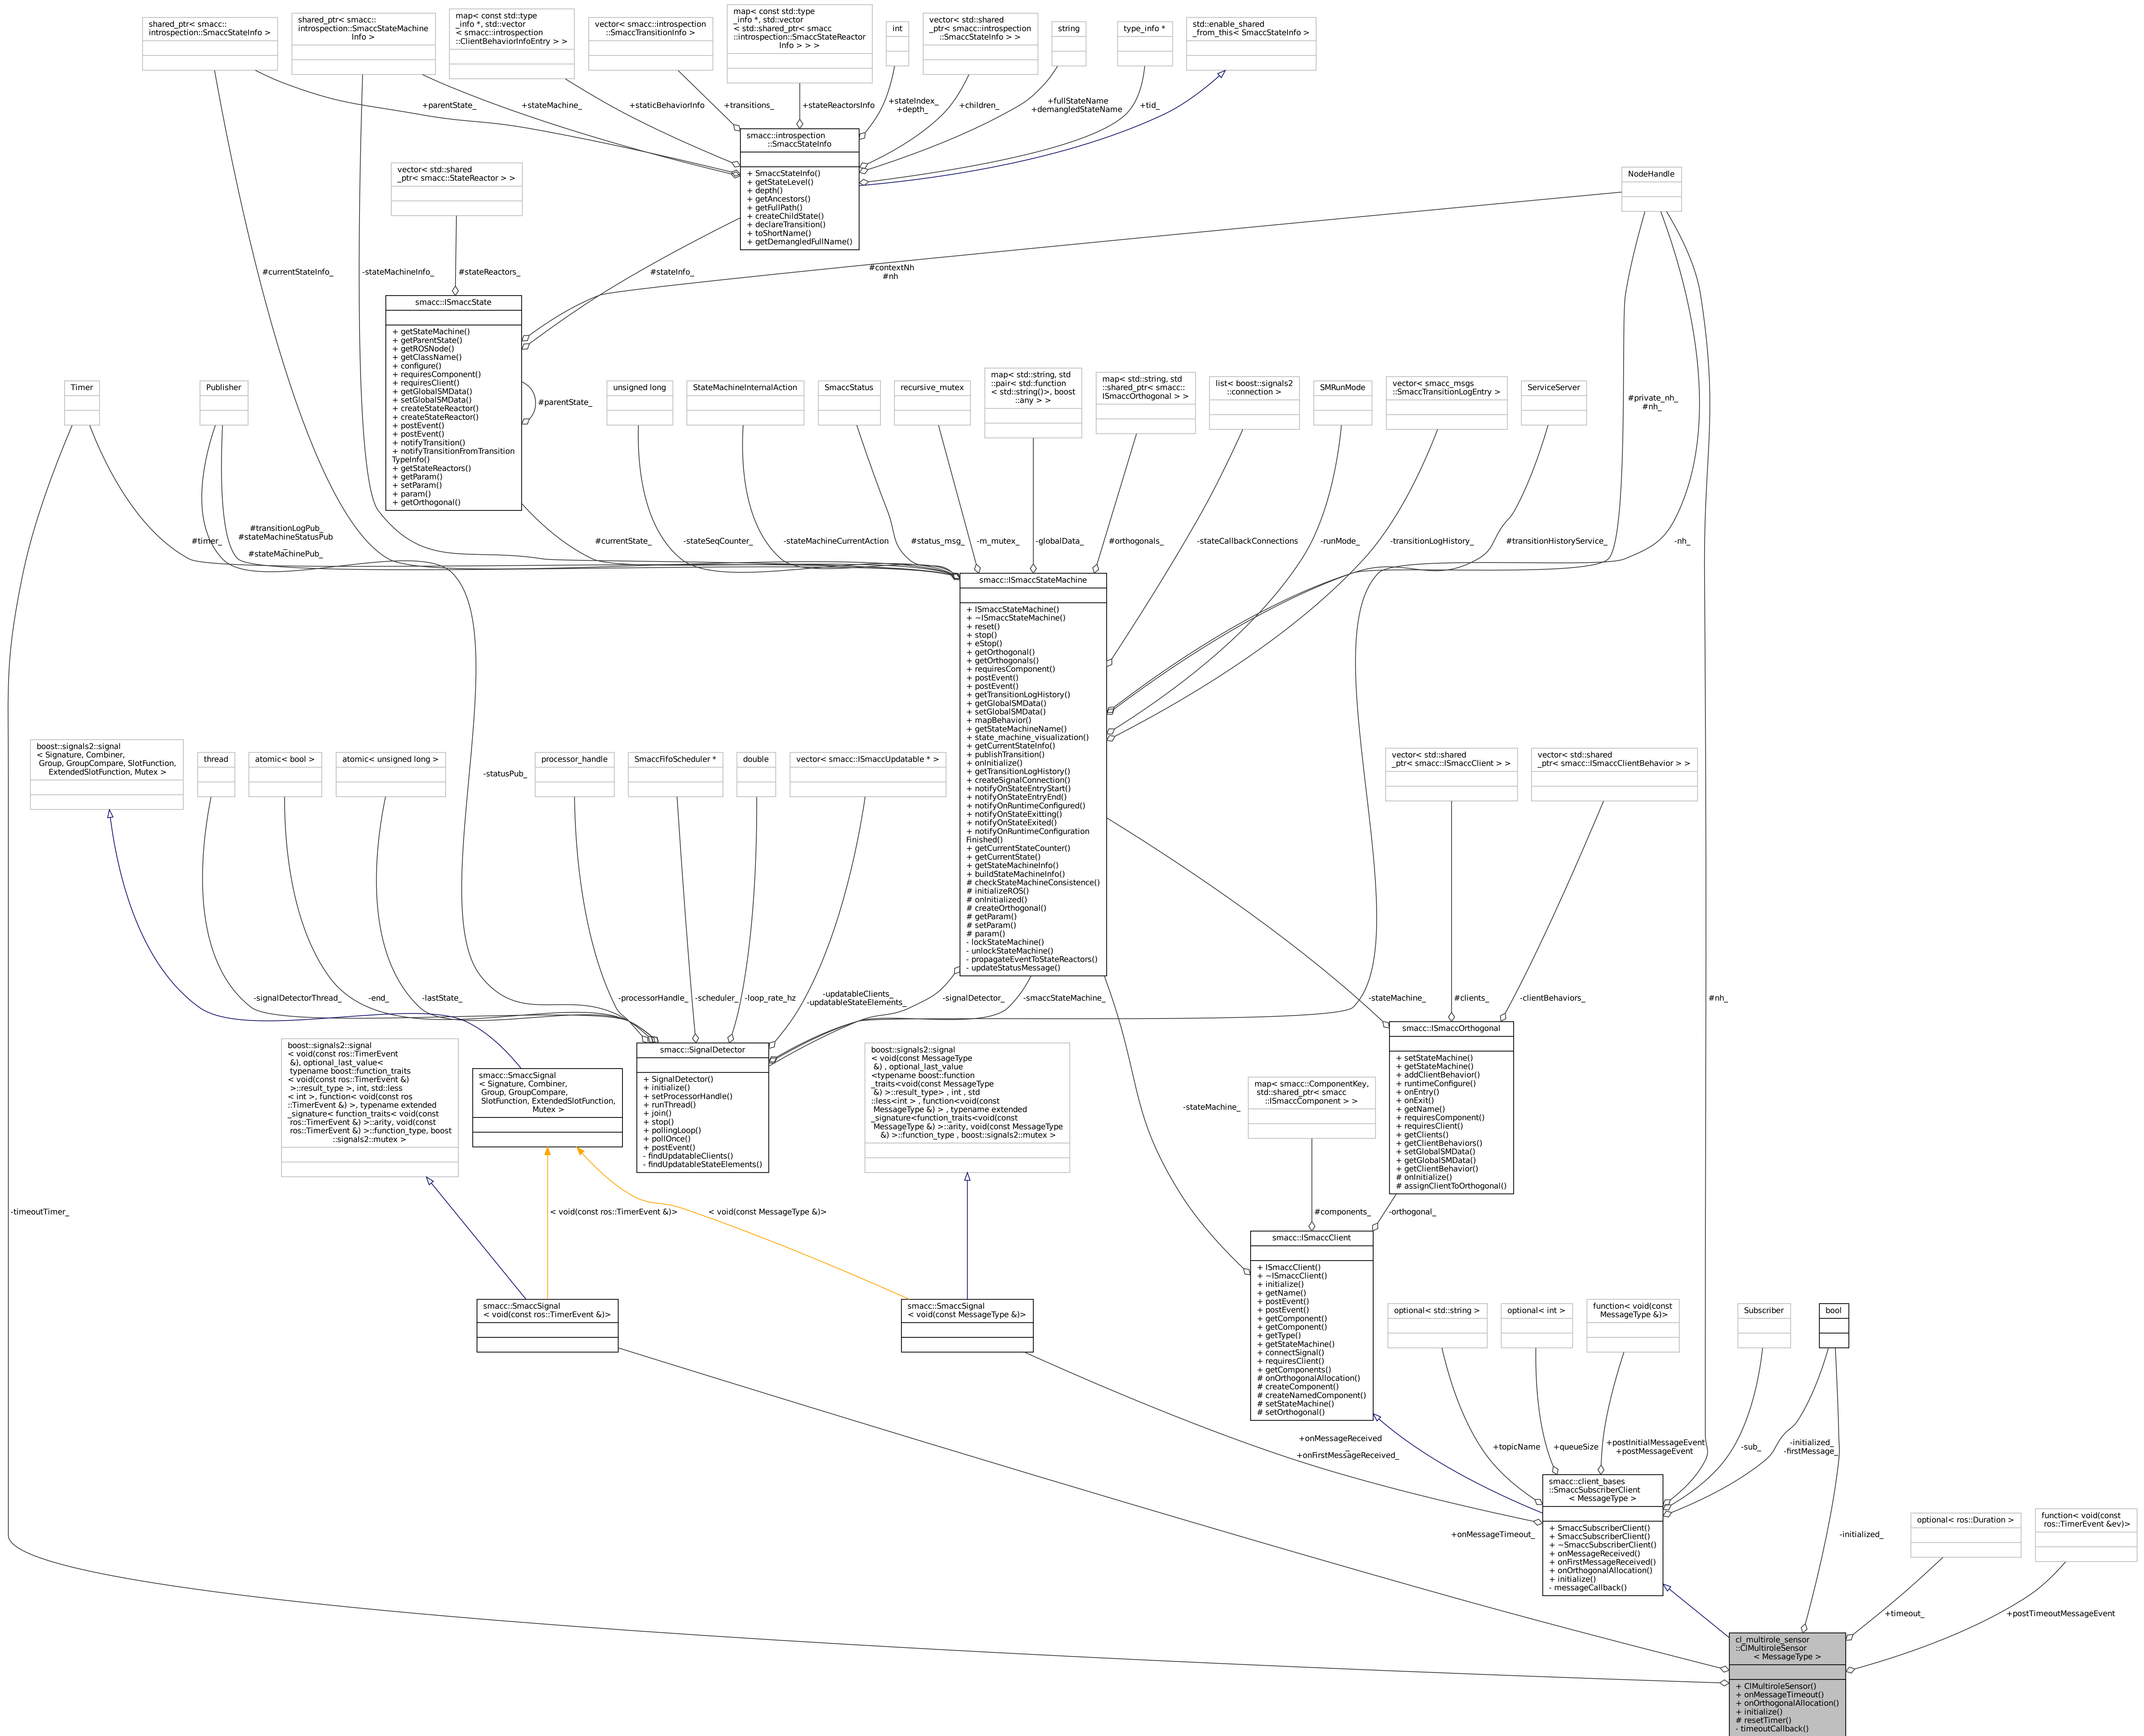 shared_ptr< smacc::
introspection::SmaccStateInfo >
shared_ptr< smacc::
introspection::SmaccStateMachine
Info >
map< const std::type
_info *, std::vector
< smacc::introspection
::ClientBehaviorInfoEntry > >
vector< smacc::introspection
::SmaccTransitionInfo >
map< const std::type
_info *, std::vector
< std::shared_ptr< smacc
::introspection::SmaccStateReactor
Info > > >
int
vector< std::shared
_ptr< smacc::introspection
::SmaccStateInfo > >
string
type_info *
std::enable_shared
_from_this< SmaccStateInfo >
+parentState_
+stateMachine_
+staticBehaviorInfo
+transitions_
+stateReactorsInfo
+stateIndex_
+depth_
+children_
+fullStateName
+demangledStateName
+tid_
smacc::introspection
::SmaccStateInfo
+ SmaccStateInfo()
+ getStateLevel()
+ depth()
+ getAncestors()
+ getFullPath()
+ createChildState()
+ declareTransition()
+ toShortName()
+ getDemangledFullName()
vector< std::shared
_ptr< smacc::StateReactor > >
NodeHandle
#currentStateInfo_
-stateMachineInfo_
#stateReactors_
#stateInfo_
#contextNh
#nh
smacc::ISmaccState
+ getStateMachine()
+ getParentState()
+ getROSNode()
+ getClassName()
+ configure()
+ requiresComponent()
+ requiresClient()
+ getGlobalSMData()
+ setGlobalSMData()
+ createStateReactor()
+ createStateReactor()
+ postEvent()
+ postEvent()
+ notifyTransition()
+ notifyTransitionFromTransition
TypeInfo()
+ getStateReactors()
+ getParam()
+ setParam()
+ param()
+ getOrthogonal()
#parentState_
Timer
Publisher
unsigned long
StateMachineInternalAction
SmaccStatus
recursive_mutex
map< std::string, std
::pair< std::function
< std::string()>, boost
::any > >
map< std::string, std
::shared_ptr< smacc::
ISmaccOrthogonal > >
list< boost::signals2
::connection >
SMRunMode
vector< smacc_msgs
::SmaccTransitionLogEntry >
ServiceServer
#private_nh_
#nh_
#timer_
#transitionLogPub_
#stateMachineStatusPub
_
#stateMachinePub_
#currentState_
-stateSeqCounter_
-stateMachineCurrentAction
#status_msg_
-m_mutex_
-globalData_
#orthogonals_
-stateCallbackConnections
-runMode_
-transitionLogHistory_
#transitionHistoryService_
-nh_
smacc::ISmaccStateMachine
+ ISmaccStateMachine()
+ ~ISmaccStateMachine()
+ reset()
+ stop()
+ eStop()
+ getOrthogonal()
+ getOrthogonals()
+ requiresComponent()
+ postEvent()
+ postEvent()
+ getTransitionLogHistory()
+ getGlobalSMData()
+ setGlobalSMData()
+ mapBehavior()
+ getStateMachineName()
+ state_machine_visualization()
+ getCurrentStateInfo()
+ publishTransition()
+ onInitialize()
+ getTransitionLogHistory()
+ createSignalConnection()
+ notifyOnStateEntryStart()
+ notifyOnStateEntryEnd()
+ notifyOnRuntimeConfigured()
+ notifyOnStateExitting()
+ notifyOnStateExited()
+ notifyOnRuntimeConfiguration
Finished()
+ getCurrentStateCounter()
+ getCurrentState()
+ getStateMachineInfo()
+ buildStateMachineInfo()
# checkStateMachineConsistence()
# initializeROS()
# onInitialized()
# createOrthogonal()
# getParam()
# setParam()
# param()
- lockStateMachine()
- unlockStateMachine()
- propagateEventToStateReactors()
- updateStatusMessage()
boost::signals2::signal
< Signature, Combiner,
Group, GroupCompare, SlotFunction,
ExtendedSlotFunction, Mutex >
thread
atomic< bool >
atomic< unsigned long >
-statusPub_
processor_handle
SmaccFifoScheduler *
double
vector< smacc::ISmaccUpdatable * >
vector< std::shared
_ptr< smacc::ISmaccClient > >
vector< std::shared
_ptr< smacc::ISmaccClientBehavior > >
-signalDetectorThread_
-end_
-lastState_
-processorHandle_
-scheduler_
-loop_rate_hz
-updatableClients_
-updatableStateElements_
-signalDetector_
-smaccStateMachine_
-stateMachine_
#clients_
-clientBehaviors_
#nh_
boost::signals2::signal
< void(const ros::TimerEvent
&), optional_last_value<
typename boost::function_traits
< void(const ros::TimerEvent &)
>::result_type >, int, std::less
< int >, function< void(const ros
::TimerEvent &) >, typename extended
_signature< function_traits< void(const
ros::TimerEvent &) >::arity, void(const
ros::TimerEvent &) >::function_type, boost
::signals2::mutex >
smacc::SmaccSignal
< Signature, Combiner,
Group, GroupCompare,
SlotFunction, ExtendedSlotFunction,
Mutex >
smacc::SignalDetector
+ SignalDetector()
+ initialize()
+ setProcessorHandle()
+ runThread()
+ join()
+ stop()
+ pollingLoop()
+ pollOnce()
+ postEvent()
- findUpdatableClients()
- findUpdatableStateElements()
boost::signals2::signal
< void(const MessageType
&) , optional_last_value
<typename boost::function
_traits<void(const MessageType
&) >::result_type> , int , std
::less<int > , function<void(const
MessageType &) > , typename extended
_signature<function_traits<void(const
MessageType &) >::arity, void(const MessageType
&) >::function_type , boost::signals2::mutex >
smacc::ISmaccOrthogonal
+ setStateMachine()
+ getStateMachine()
+ addClientBehavior()
+ runtimeConfigure()
+ onEntry()
+ onExit()
+ getName()
+ requiresComponent()
+ requiresClient()
+ getClients()
+ getClientBehaviors()
+ setGlobalSMData()
+ getGlobalSMData()
+ getClientBehavior()
# onInitialize()
# assignClientToOrthogonal()
map< smacc::ComponentKey,
std::shared_ptr< smacc
::ISmaccComponent > >
-stateMachine_
-timeoutTimer_
< void(const ros::TimerEvent &)>
< void(const MessageType &)>
#components_
-orthogonal_
smacc::ISmaccClient
+ ISmaccClient()
+ ~ISmaccClient()
+ initialize()
+ getName()
+ postEvent()
+ postEvent()
+ getComponent()
+ getComponent()
+ getType()
+ getStateMachine()
+ connectSignal()
+ requiresClient()
+ getComponents()
# onOrthogonalAllocation()
# createComponent()
# createNamedComponent()
# setStateMachine()
# setOrthogonal()
smacc::SmaccSignal
< void(const ros::TimerEvent &)>
smacc::SmaccSignal
< void(const MessageType &)>
optional< std::string >
optional< int >
function< void(const
MessageType &)>
Subscriber
bool
+onMessageReceived
_
+onFirstMessageReceived_
+topicName
+queueSize
+postInitialMessageEvent
+postMessageEvent
-sub_
-initialized_
-firstMessage_
smacc::client_bases
::SmaccSubscriberClient
< MessageType >
+ SmaccSubscriberClient()
+ SmaccSubscriberClient()
+ ~SmaccSubscriberClient()
+ onMessageReceived()
+ onFirstMessageReceived()
+ onOrthogonalAllocation()
+ initialize()
- messageCallback()
optional< ros::Duration >
function< void(const
ros::TimerEvent &ev)>
+onMessageTimeout_
-initialized_
+timeout_
+postTimeoutMessageEvent
cl_multirole_sensor
::ClMultiroleSensor
< MessageType >
+ ClMultiroleSensor()
+ onMessageTimeout()
+ onOrthogonalAllocation()
+ initialize()
# resetTimer()
- timeoutCallback()